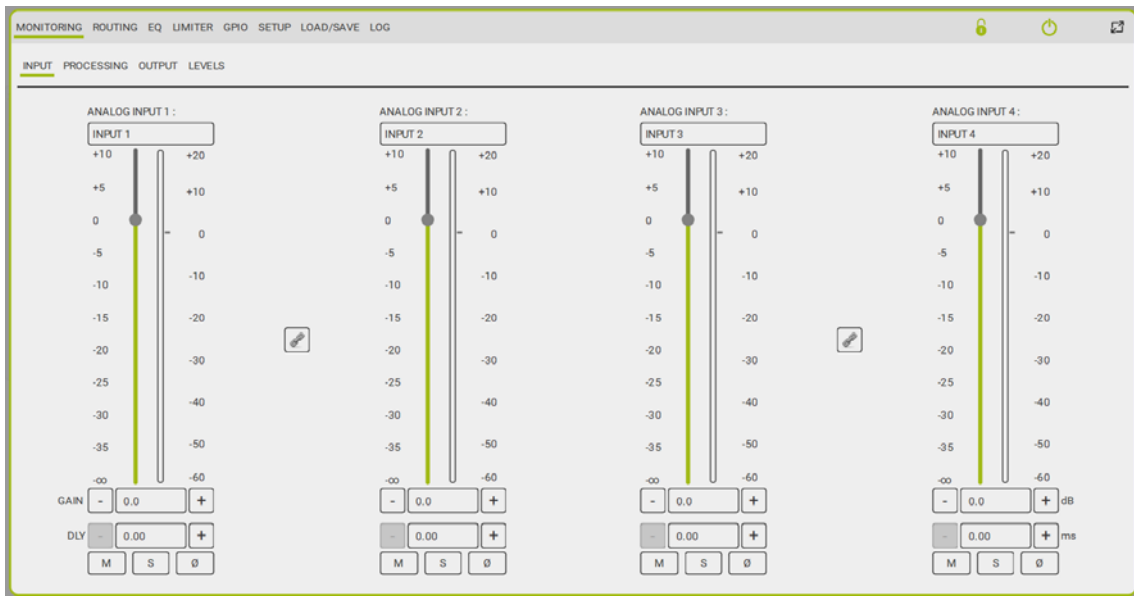 MONITORING ROUTING EQ LIMITER GPIO SETUP LOAD/SAVE LOG
INPUT PROCESSING OUTPUT LEVELS
ANALOG INPUT 1 : ANALOG INPUT 2 : ANALOG INPUT 3 : ANALOG INPUT 4 :
INPUT 1 INPUT 2 INPUT 3 INPUT 4
+10 +20 +10 +20 +10 +20 +10 +20
+5 +10 +5 +10 +5 +10 +5 +10
0 0 0 0 0 0 0 0
-5 -5 -5 -5
-10 -10 -10 -10 -10 -10 -10 -10
-15 -20 -15 -20 -15 -20 -15 -20
-20 -30 -20 -30 -20 -30 -20 -30
-25 -25 -25 -25
-30 -40 -30 -40 -30 -40 -30 -40
-35 -50 -35 -50 -35 -50 -35 -50
-∞ -60 -∞ -60 -∞ -60 -∞ -60
GAIN - 0.0 + - 0.0 + - 0.0 + - 0.0 + dB
DLY - 0.00 + - 0.00 + - 0.00 + - 0.00 + ms
M S Ø M S Ø M S Ø M S Ø